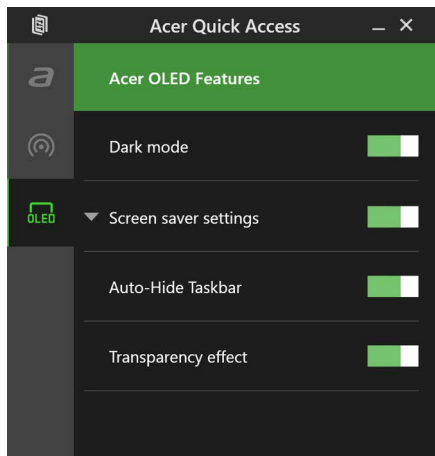 Acer Quick Access
Acer OLED Features
Dark mode
OLED
Screen saver settings
Auto-Hide Taskbar
Transparency effect